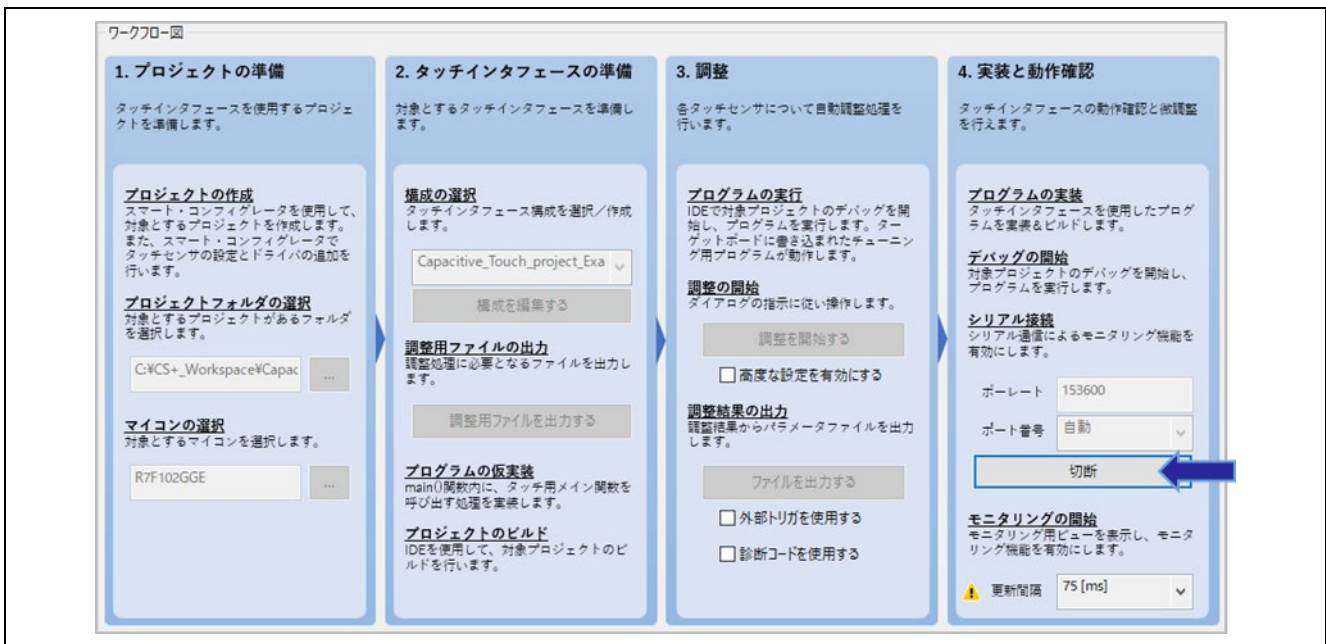 ワークフロー図
1. プロジェクトの準備
タッチインタフェースを使用するプロジェ
クトを準備します。
プロジェクトの作成
スマート・コンフィグレータを使用して、
対象とするプロジェクトを作成します。
また、スマート・コンフィグレータで
タッチセンサの設定とドライバの追加を
行います。
プロジェクトフォルダの選択
対象とするプロジェクトがあるフォルダ
を選択します。
C:¥CS+_Workspace¥Capac
...
マイコンの選択
対象とするマイコンを選択します。
R7F102GGE
...
2. タッチインタフェースの準備
対象とするタッチインタフェースを準備し
ます。
構成の選択
タッチインタフェース構成を選択／作成
します。
Capacitive_Touch_project_Exa
構成を編集する
調整用ファイルの出力
調整処理に必要となるファイルを出力し
ます。
調整用ファイルを出力する
プログラムの仮実装
main()関数内に、タッチ用メイン関数を
呼び出す処理を実装します。
プロジェクトのビルド
IDEを使用して、対象プロジェクトのビ
ルドを行います。
3. 調整
各タッチセンサについて自動調整処理を
行います。
プログラムの実行
IDEで対象プロジェクトのデバッグを開
始し、プログラムを実行します。ター
ゲットボードに書き込まれたチューニン
グ用プログラムが動作します。
調整の開始
ダイアログの指示に従い操作します。
調整を開始する
高度な設定を有効にする
調整結果の出力
調整結果からパラメータファイルを出力
します。
ファイルを出力する
外部トリガを使用する
診断コードを使用する
4. 実装と動作確認
タッチインタフェースの動作確認と微調整
を行えます。
プログラムの実装
タッチインタフェースを使用したプログ
ラムを実装&ビルドします。
デバッグの開始
対象プロジェクトのデバッグを開始し、
プログラムを実行します。
シリアル接続
シリアル通信によるモニタリング機能を
有効にします。
ボーレート 153600
ポート番号 自動
切断
モニタリングの開始
モニタリング用ビューを表示し、モニタ
リング機能を有効にします。
更新間隔 75 [ms]